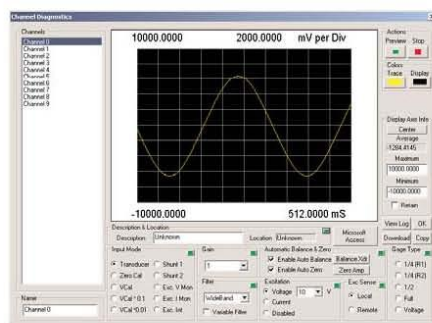 Channel Diagnostics
Channels
Channel 0
Channel 1
Channel 2
Channel 3
Channel 4
Channel 5
Channel 6
Channel 7
Channel 8
Channel 9
Name
Channel 0
10000.0000 2000.0000 mV per Div
-10000.0000 512.0000 mS
Description & Location
Description Unknown Location Unknown
Microsoft Access
Input Mode
Transducer Shunt 1
Zero Cal Shunt 2
VCal Exc. V Mon
VCal * 0.1 Exc. I Mon
VCal *0.01 Exc. Int
Gain
1
Filter
WideBand
Variable Filter
Automatic Balance & Zero
Enable Auto Balance Balance Xdt
Enable Auto Zero Zero Amp
Excitation
Voltage 10 V
Current
Disabled
Exc Sense
Local
Remote
Actions
Preview Stop
Colors
Trace Display
Display Axis Info
Center
Average
-1264.4145
Maximum
10000.0000
Minimum
-10000.0000
Retain
View Log OK
Download Copy
Gage Type
1/4 (R1)
1/4 (R2)
1/2
Full
Voltage